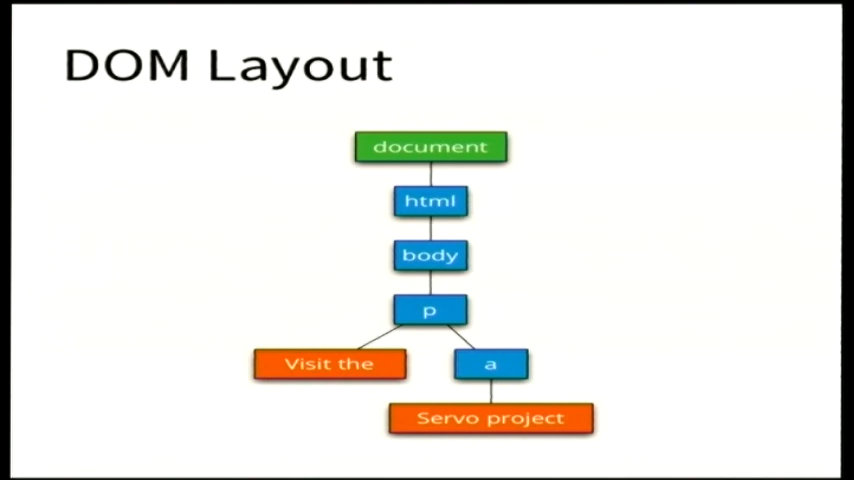 DOM Layout
document
html
body
p
Visit the
a
Servo project